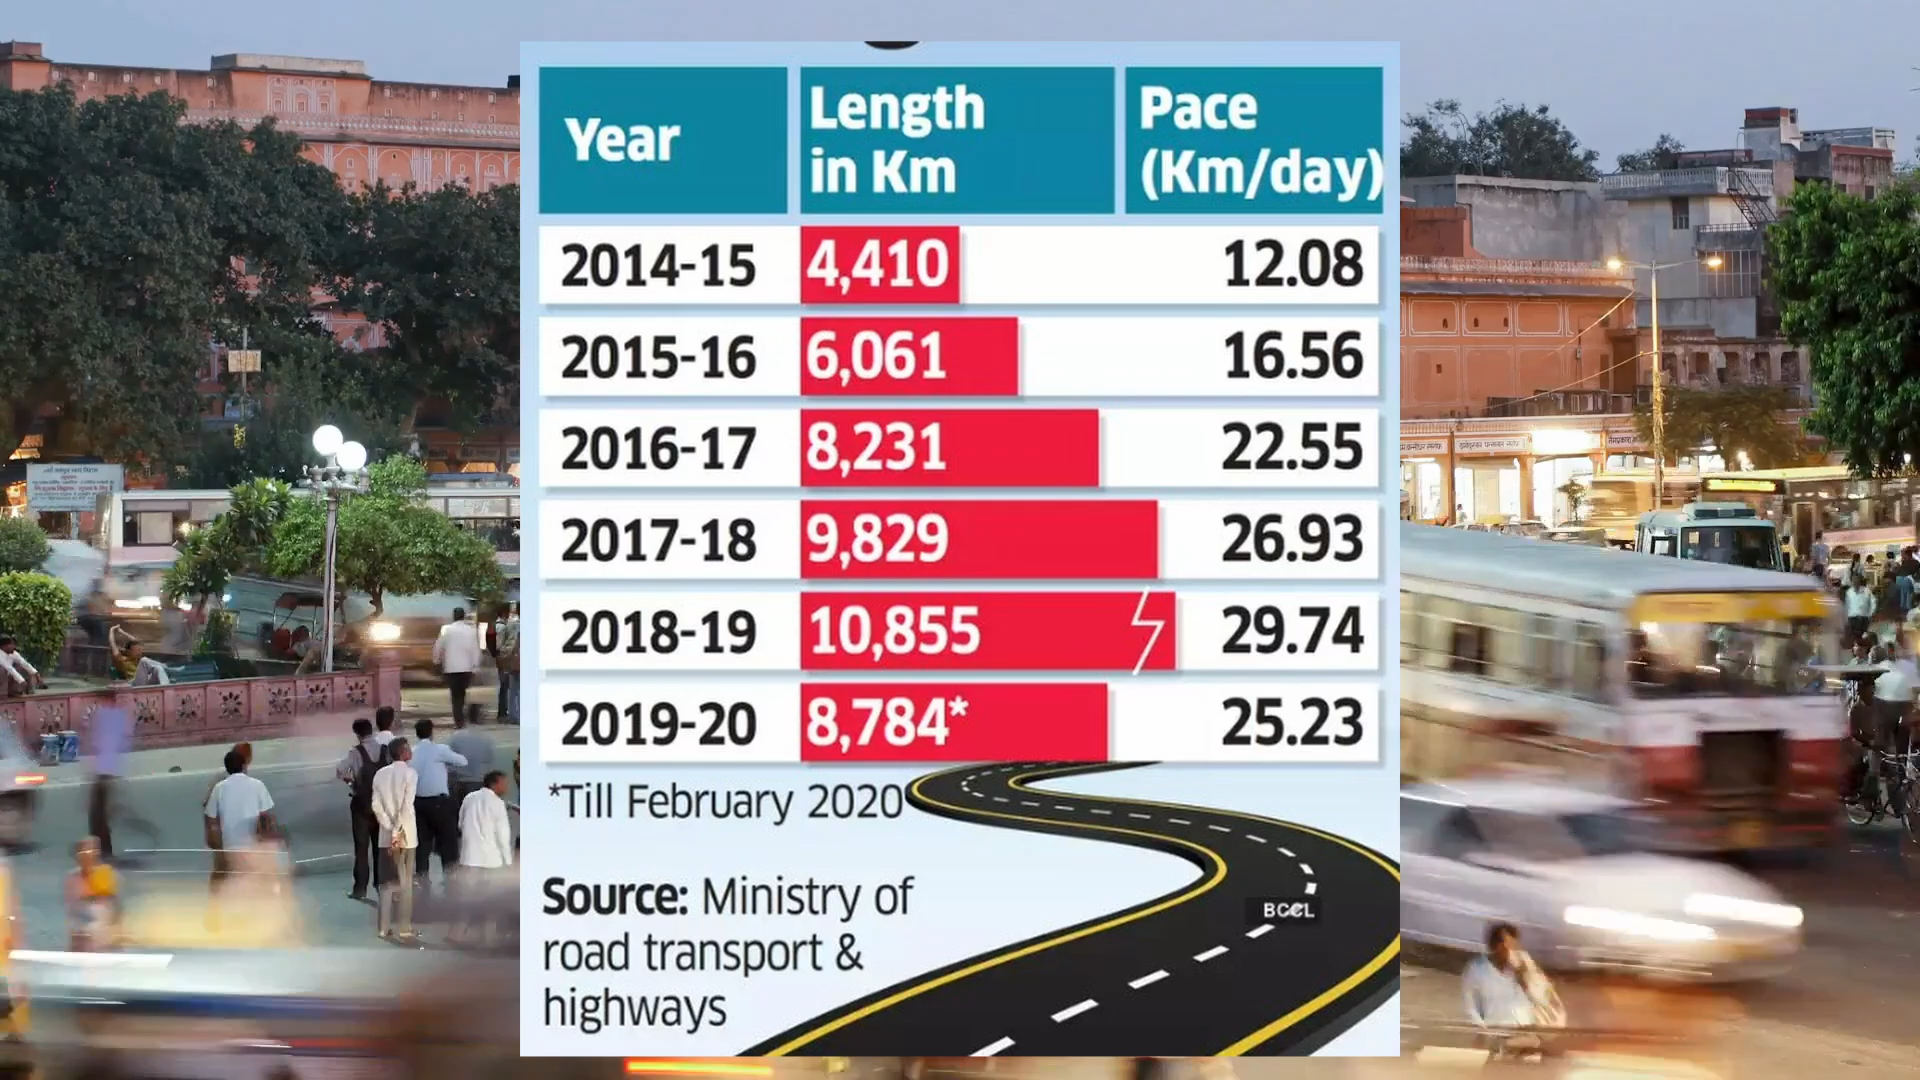 Year
Length
in Km
Pace
(Km/day)
2014-15 4,410 12.08
2015-16 6,061 16.56
2016-17 8,231 22.55
2017-18 9,829 26.93
2018-19 10,855 29.74
2019-20 8,784* 25.23
*Till February 2020
Source: Ministry of
road transport &
highways
BCCL